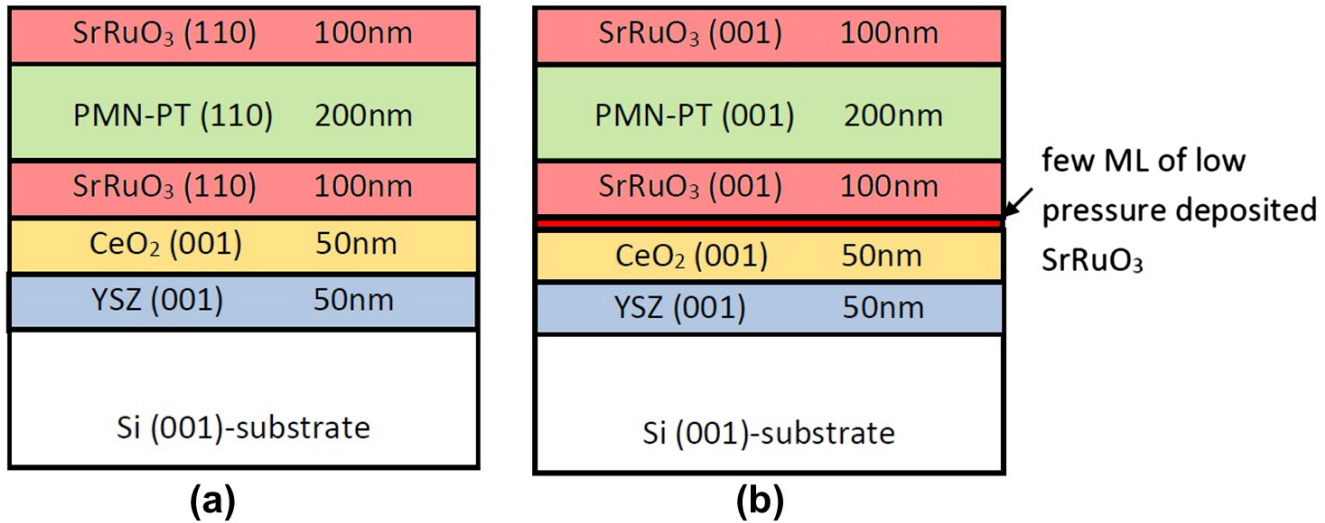 SrRuO₃ (110) 100nm
PMN-PT (110) 200nm
SrRuO₃ (110) 100nm
CeO₂ (001) 50nm
YSZ (001) 50nm
Si (001)-substrate
(a)
SrRuO₃ (001) 100nm
PMN-PT (001) 200nm
SrRuO₃ (001) 100nm
CeO₂ (001) 50nm
YSZ (001) 50nm
Si (001)-substrate
(b)
few ML of low
pressure deposited
SrRuO₃